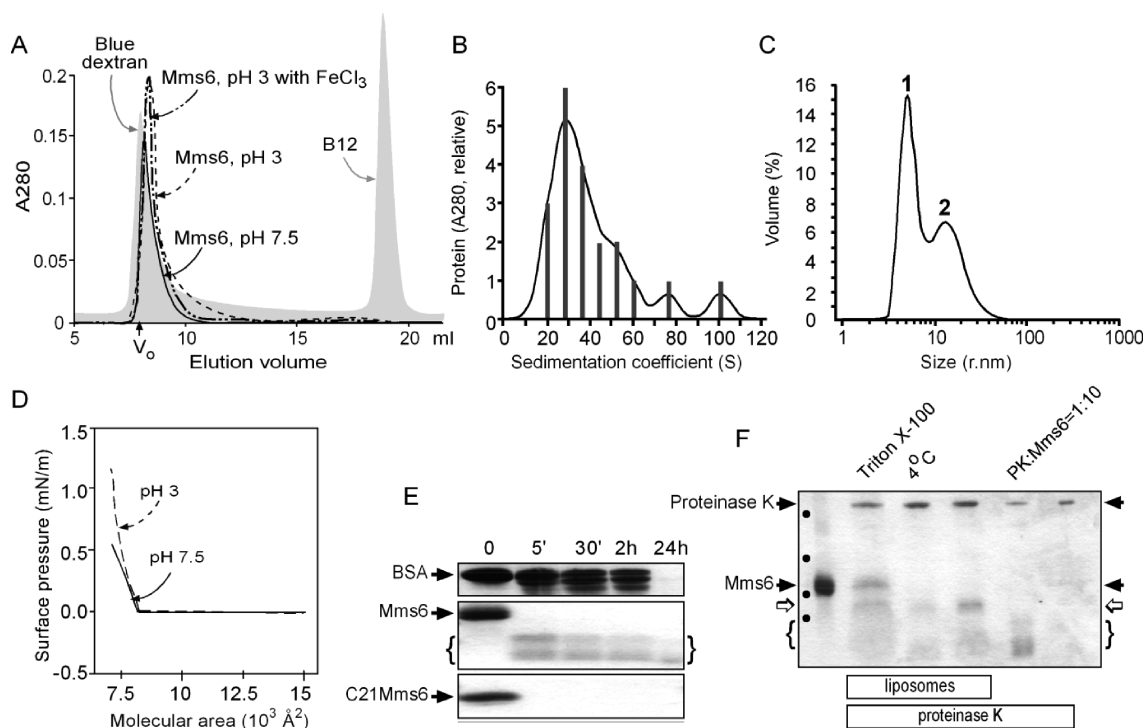 A
Blue
dextran
Mms6, pH 3 with FeCl₃
B12
Mms6, pH 3
Mms6, pH 7.5
A280
0.2
0.15
0.1
0.05
0
5 10 15 20 ml
Vₒ
Elution volume
B
Protein (A280, relative)
6
5
4
3
2
1
0
0 20 40 60 80 100 120
Sedimentation coefficient (S)
C
Volume (%)
16
14
12
10
8
6
4
2
0
1 2
1 10 100 1000
Size (r.nm)
D
Surface pressure (mN/m)
1.5
1.0
0.5
0.0
-0.5
pH 3
pH 7.5
7.5 10 12.5 15
Molecular area (10³ Å²)
E
0 5' 30' 2h 24h
BSA
Mms6
{ }
C21Mms6
F
Triton X-100
4°C
PK:Mms6=1:10
Proteinase K
Mms6
{ }
liposomes
proteinase K